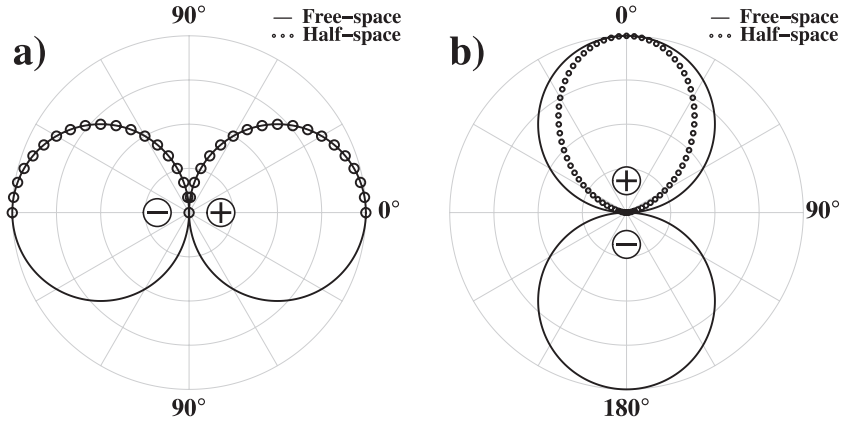 a)
90°
Free-space
Half-space
0°
90°
− +
b)
0°
Free-space
Half-space
90°
180°
+
−